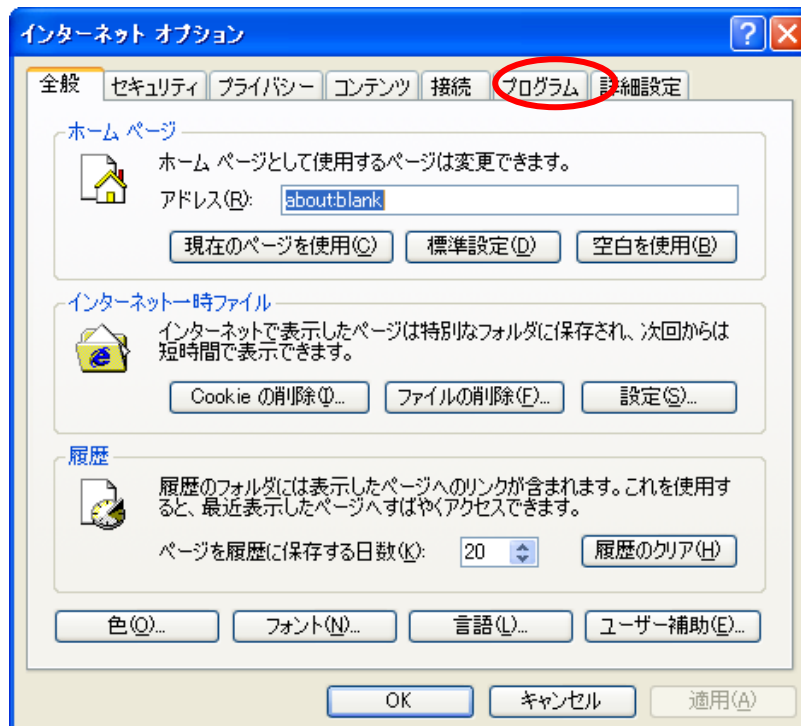 インターネット オプション
全般 セキュリティ プライバシー コンテンツ 接続 プログラム 詳細設定
ホーム ページ
ホーム ページとして使用するページは変更できます。
アドレス(R): about:blank
現在のページを使用(C) 標準設定(D) 空白を使用(B)
インターネット一時ファイル
インターネットで表示したページは特別なフォルダに保存され、次回からは
短時間で表示できます。
Cookie の削除(I)... ファイルの削除(F)... 設定(S)...
履歴
履歴のフォルダには表示したページへのリンクが含まれます。これを使用す
ると、最近表示したページへすばやくアクセスできます。
ページを履歴に保存する日数(K): 20 履歴のクリア(H)
色(O)... フォント(N)... 言語(L)... ユーザー補助(E)...
OK キャンセル 適用(A)